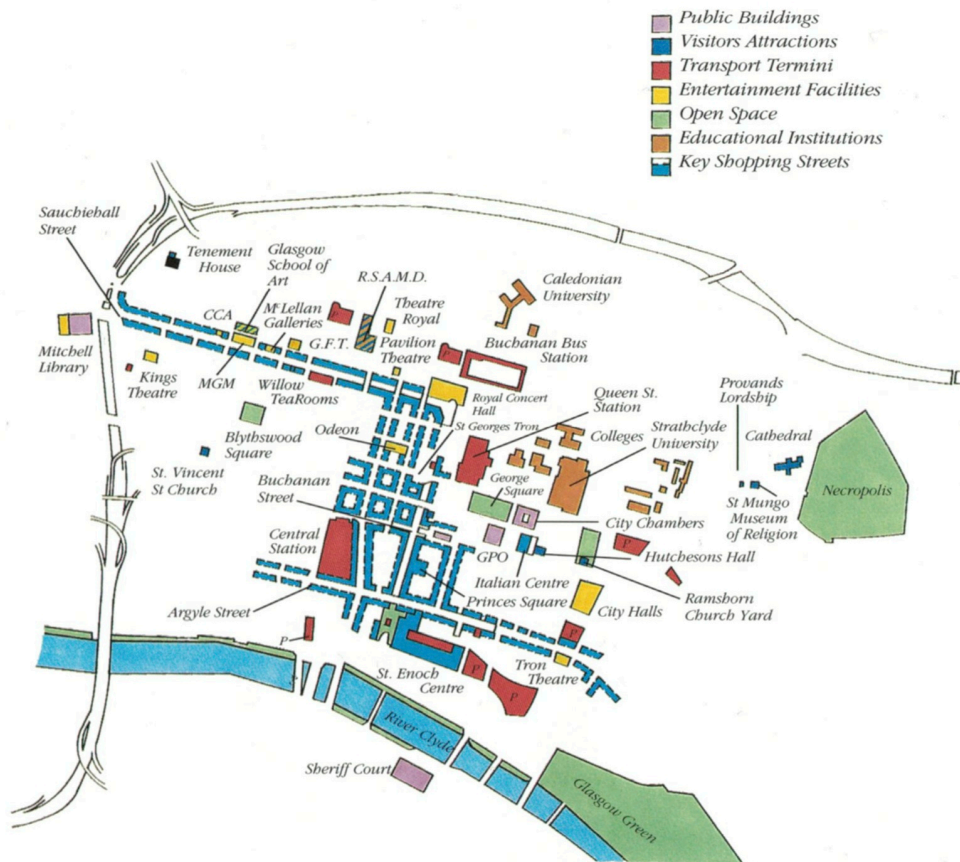 Public Buildings
Visitors Attractions
Transport Termini
Entertainment Facilities
Open Space
Educational Institutions
Key Shopping Streets
Sauchiehall
Street
Tenement
House
Glasgow
School of
Art
R.S.A.M.D.
Caledonian
University
CCA
McLellan
Galleries
P
Theatre
Royal
G.F.T.
Pavilion
Theatre
Buchanan Bus
Station
P
Mitchell
Library
Kings
Theatre
MGM
Willow
TeaRooms
Royal Concert
Hall
Queen St.
Station
Provands
Lordship
Blythswood
Square
Odeon
St Georges Tron
Colleges
Strathclyde
University
Cathedral
St. Vincent
St Church
Buchanan
Street
George
Square
Necropolis
St Mungo
Museum
of Religion
City Chambers
Central
Station
GPO
P
Hutchesons Hall
Italian Centre
Princes Square
Ramshorn
Church Yard
Argyle Street
City Halls
P
P
St. Enoch
Centre
P
P
Tron
Theatre
River Clyde
Sheriff Court
Glasgow Green